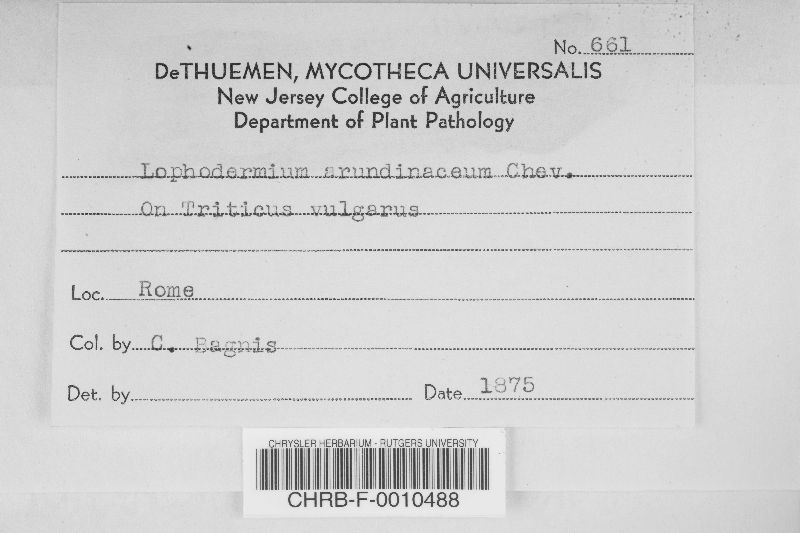 No. 661
DeTHUEMEN, MYCOTHECA UNIVERSALIS
New Jersey College of Agriculture
Department of Plant Pathology
Lophodermium arundinaceum Chev.
On Triticus vulgarus
Loc. Rome
Col. by C. Bagnis
Det. by
Date 1875
CHRYSLER HERBARIUM - RUTGERS UNIVERSITY
CHRB-F-0010488